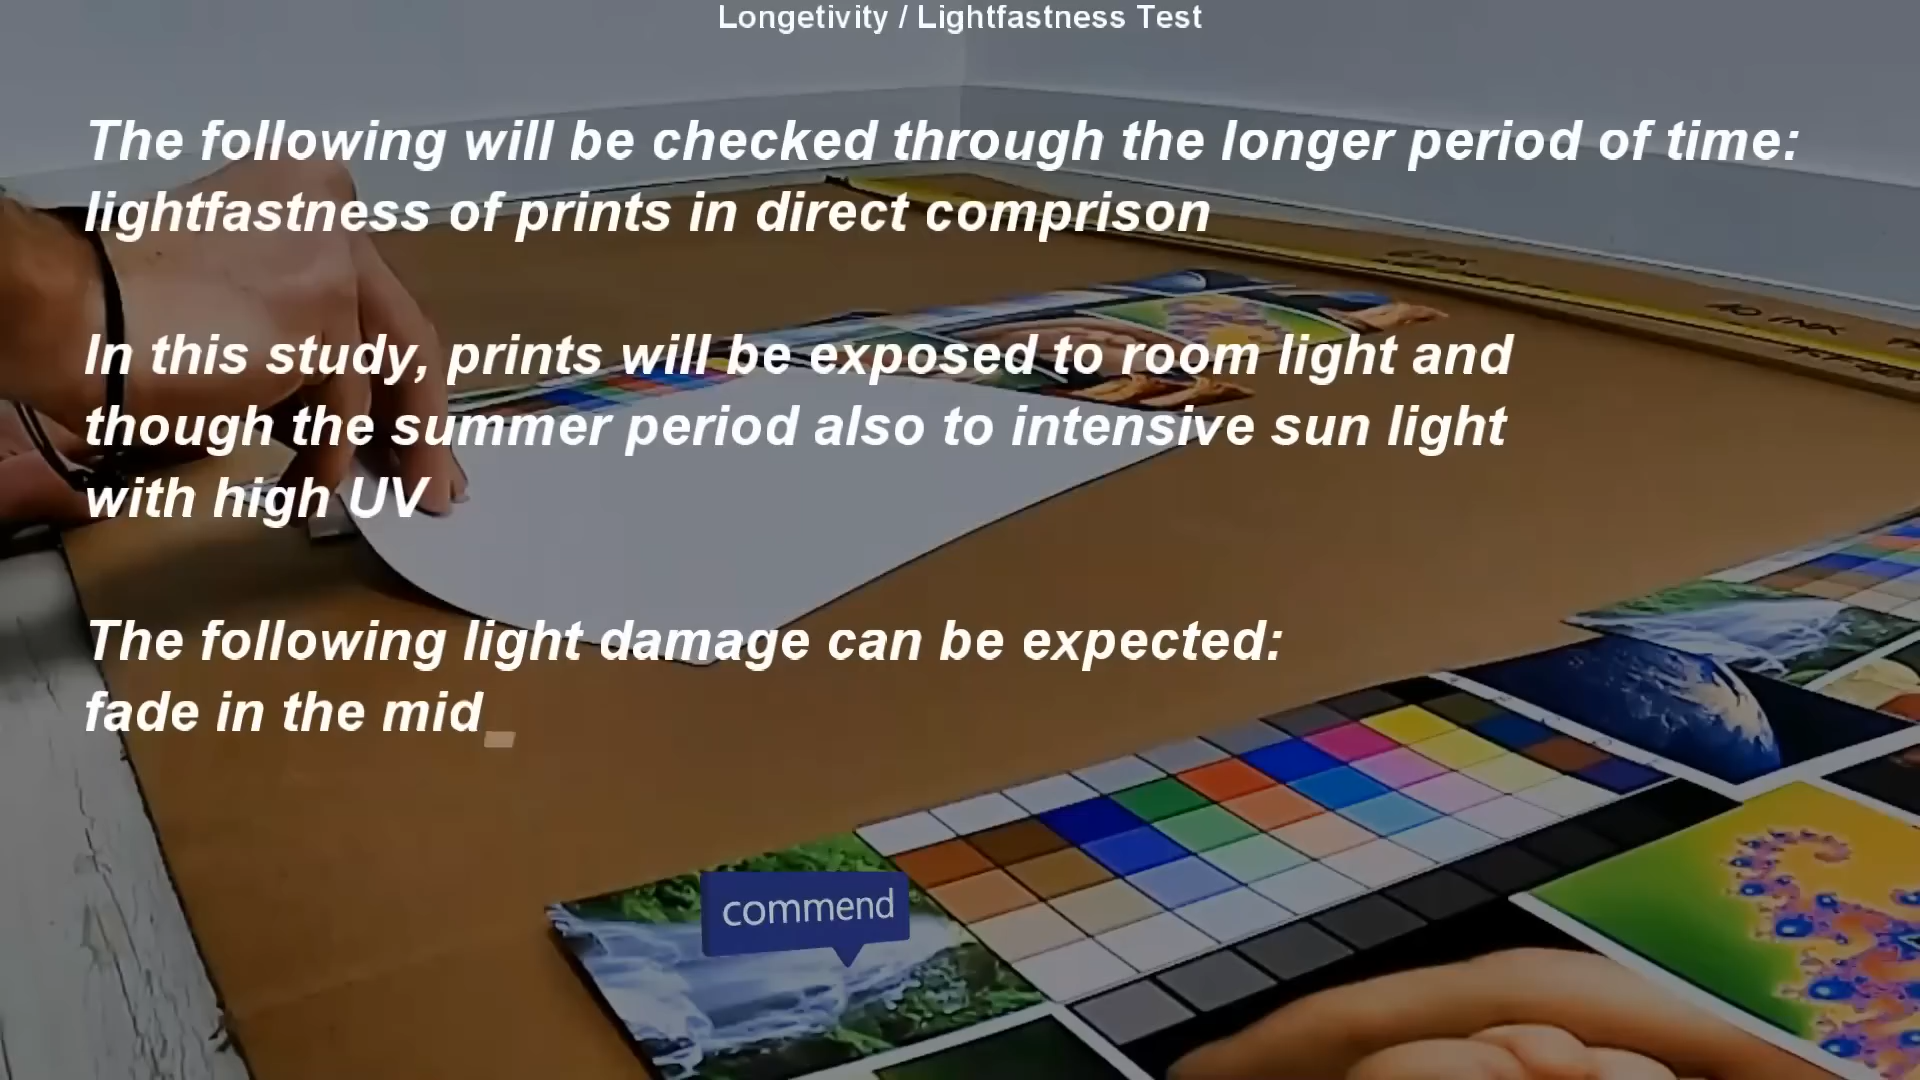 Longetivity / Lightfastness Test
The following will be checked through the longer period of time:
lightfastness of prints in direct comprison
In this study, prints will be exposed to room light and
though the summer period also to intensive sun light
with high UV
The following light damage can be expected:
fade in the mid
commend
INK